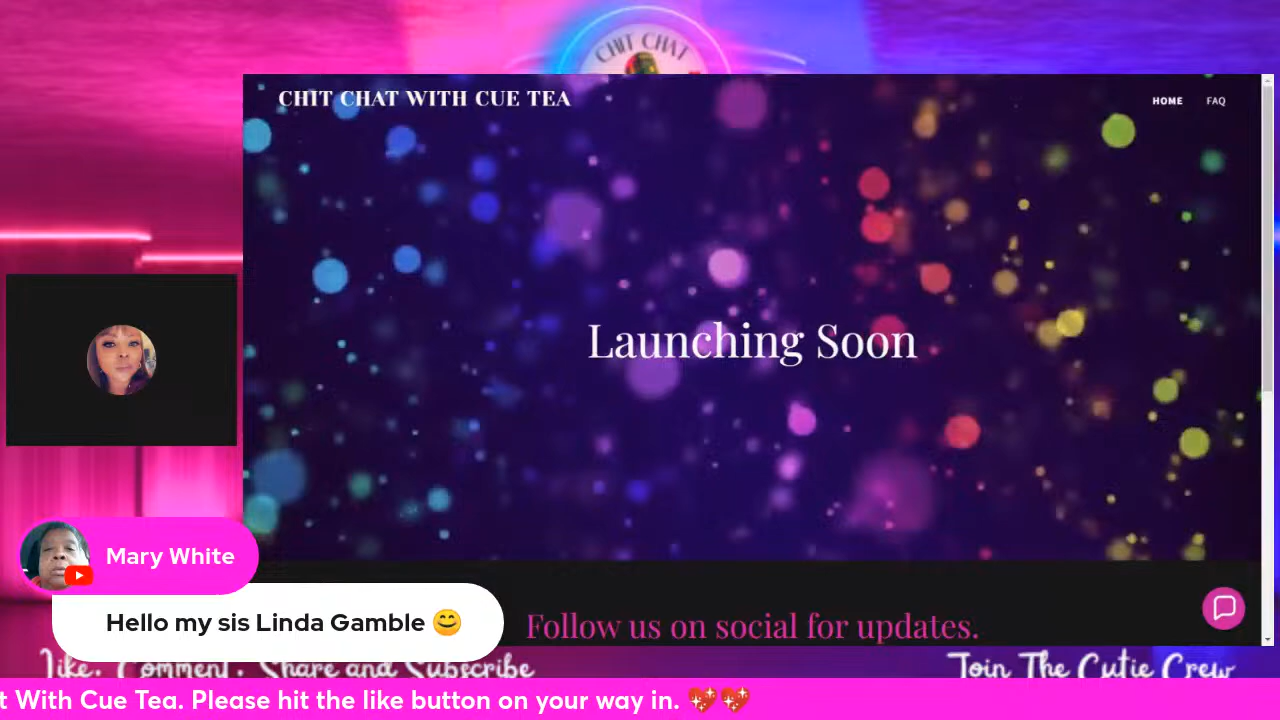 CHIT CHAT
CHIT CHAT WITH CUE TEA
HOME FAQ
Launching Soon
Follow us on social for updates.
Mary White
Hello my sis Linda Gamble 😊
Like. Comment. Share and Subscribe
Join The Cutie Crew
t With Cue Tea. Please hit the like button on your way in. 💖💖